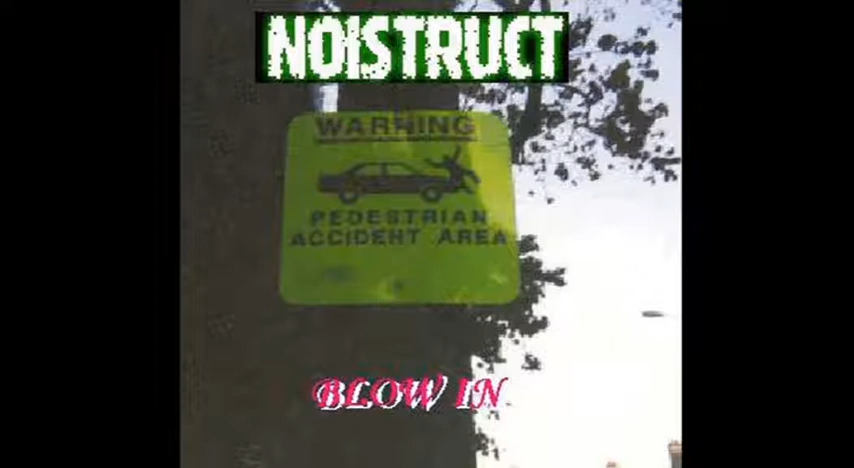 NOISTRUCT
WARNING
PEDESTRIAN
ACCIDENT AREA
BLOW IN